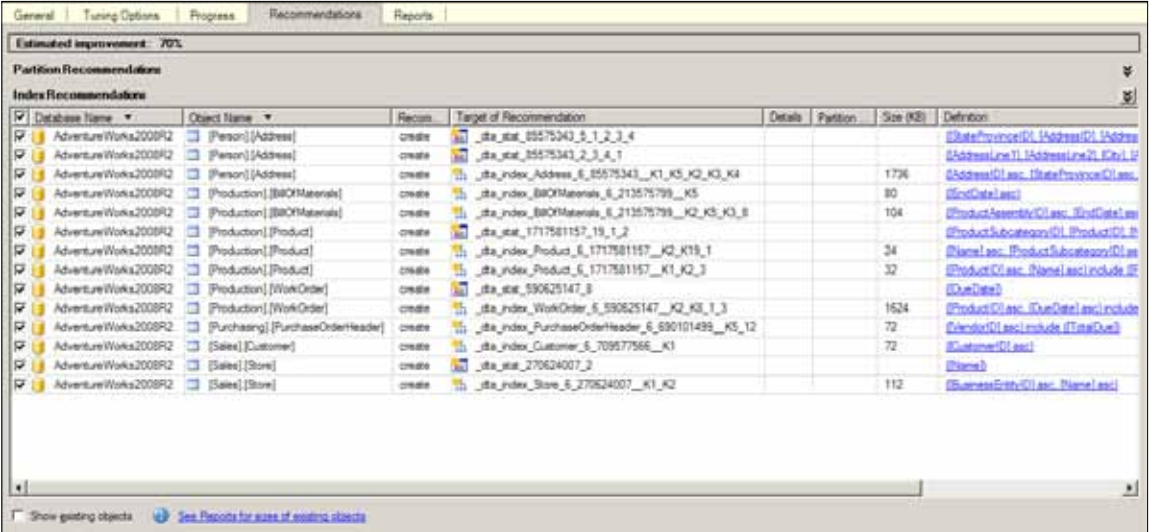 General Tuning Options Progress Recommendations Reports
Estimated improvement: 70%
Partition Recommendations
Index Recommendations
Database Name Object Name Recom... Target of Recommendation Details Partition Size (KB) Definition
AdventureWorks2008R2 [Person].[Address] create _dta_stat_85575343_5_1_2_3_4 ([StateProvinceID], [AddressID], [Address
AdventureWorks2008R2 [Person].[Address] create _dta_stat_85575343_2_3_4_1 ([AddressLine1], [AddressLine2], [City],
AdventureWorks2008R2 [Person].[Address] create _dta_index_Address_6_85575343__K1_K5_K2_K3_K4 1736 ([AddressID] asc, [StateProvinceID] asc,
AdventureWorks2008R2 [Production].[BillOfMaterials] create _dta_index_BillOfMaterials_6_213575799__K5 80 ([EndDate] asc)
AdventureWorks2008R2 [Production].[BillOfMaterials] create _dta_index_BillOfMaterials_6_213575799__K2_K5_K3_8 104 ([ProductAssemblyID] asc, [EndDate] asc
AdventureWorks2008R2 [Production].[Product] create _dta_stat_1717581157_19_1_2 ([ProductSubcategoryID], [ProductID],
AdventureWorks2008R2 [Production].[Product] create _dta_index_Product_6_1717581157__K2_K19_1 24 ([Name] asc, [ProductSubcategoryID] as
AdventureWorks2008R2 [Production].[Product] create _dta_index_Product_6_1717581157__K1_K2_3 32 ([ProductID] asc, [Name] asc) include
AdventureWorks2008R2 [Production].[WorkOrder] create _dta_stat_590625147_8 ([DueDate])
AdventureWorks2008R2 [Production].[WorkOrder] create _dta_index_WorkOrder_6_590625147__K2_K8_1_3 1624 ([ProductID] asc, [DueDate] asc) include
AdventureWorks2008R2 [Purchasing].[PurchaseOrderHeader] create _dta_index_PurchaseOrderHeader_6_690101499__K5_12 72 ([VendorID] asc) include ([TotalDue])
AdventureWorks2008R2 [Sales].[Customer] create _dta_index_Customer_6_709577566__K1 72 ([CustomerID] asc)
AdventureWorks2008R2 [Sales].[Store] create _dta_stat_270624007_2 ([Name])
AdventureWorks2008R2 [Sales].[Store] create _dta_index_Store_6_270624007__K1_K2 112 ([BusinessEntityID] asc, [Name] asc)
Show existing objects See Reports for sizes of existing objects